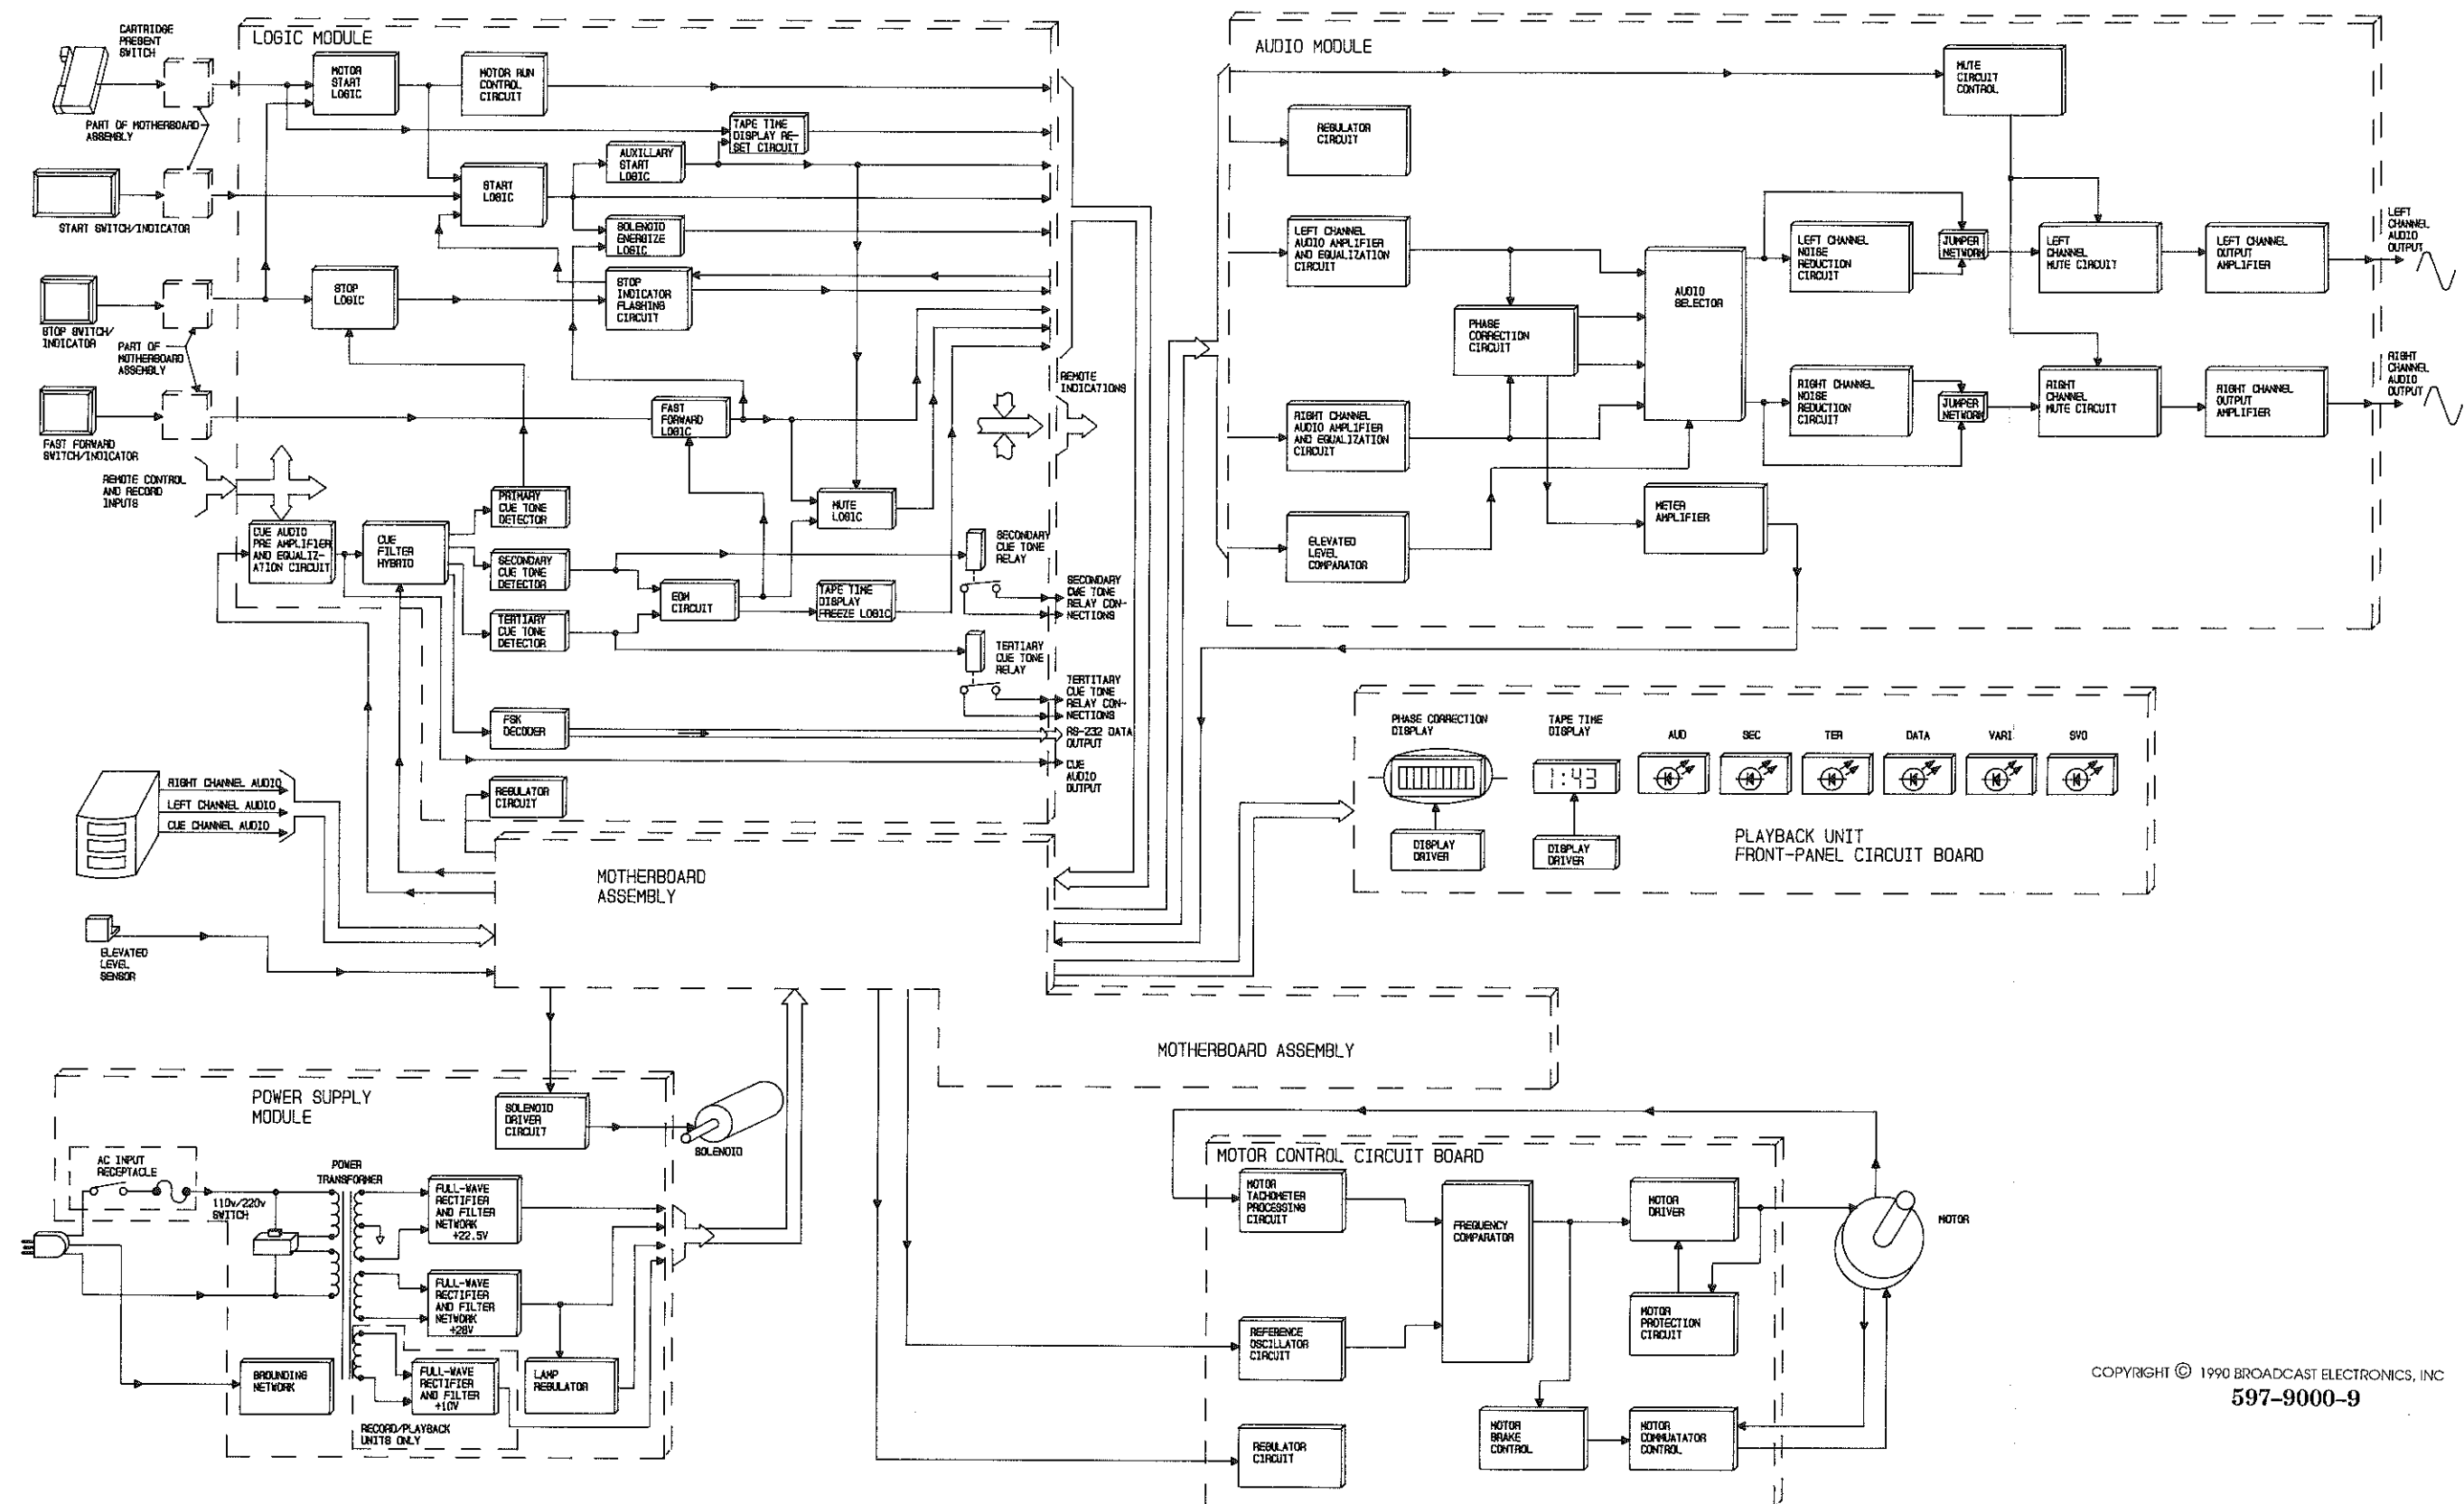 CARTRIDGE
PRESENT
SWITCH
LOGIC MODULE
MOTOR
START
LOGIC
MOTOR RUN
CONTROL
CIRCUIT
PART OF MOTHERBOARD
ASSEMBLY
TAPE TIME
DISPLAY RE-
SET CIRCUIT
AUXILLARY
START
LOGIC
START
LOGIC
START SWITCH/INDICATOR
SOLENOID
ENERGIZE
LOGIC
STOP
LOGIC
STOP
INDICATOR
FLASHING
CIRCUIT
STOP SWITCH/
INDICATOR
PART OF
MOTHERBOARD
ASSEMBLY
REMOTE
INDICATIONS
FAST
FORWARD
LOGIC
FAST FORWARD
SWITCH/INDICATOR
REMOTE CONTROL
AND RECORD
INPUTS
PRIMARY
CUE TONE
DETECTOR
MUTE
LOGIC
CUE AUDIO
PRE AMPLIFIER
AND EQUALIZ-
ATION CIRCUIT
CUE
FILTER
HYBRID
SECONDARY
CUE TONE
DETECTOR
SECONDARY
CUE TONE
RELAY
EOM
CIRCUIT
TAPE TIME
DISPLAY
FREEZE LOGIC
SECONDARY
CUE TONE
RELAY CON-
NECTIONS
TERTIARY
CUE TONE
DETECTOR
TERTIARY
CUE TONE
RELAY
TERTITARY
CUE TONE
RELAY CON-
NECTIONS
FSK
DECODER
RS-232 DATA
OUTPUT
CUE
AUDIO
OUTPUT
REGULATOR
CIRCUIT
RIGHT CHANNEL AUDIO
LEFT CHANNEL AUDIO
CUE CHANNEL AUDIO
MOTHERBOARD
ASSEMBLY
ELEVATED
LEVEL
SENSOR
AUDIO MODULE
MUTE
CIRCUIT
CONTROL
REGULATOR
CIRCUIT
LEFT CHANNEL
AUDIO AMPLIFIER
AND EQUALIZATION
CIRCUIT
AUDIO
SELECTOR
LEFT CHANNEL
NOISE
REDUCTION
CIRCUIT
JUMPER
NETWORK
LEFT
CHANNEL
MUTE CIRCUIT
LEFT CHANNEL
OUTPUT
AMPLIFIER
LEFT
CHANNEL
AUDIO
OUTPUT
PHASE
CORRECTION
CIRCUIT
RIGHT CHANNEL
AUDIO AMPLIFIER
AND EQUALIZATION
CIRCUIT
RIGHT CHANNEL
NOISE
REDUCTION
CIRCUIT
JUMPER
NETWORK
RIGHT
CHANNEL
MUTE CIRCUIT
RIGHT CHANNEL
OUTPUT
AMPLIFIER
RIGHT
CHANNEL
AUDIO
OUTPUT
METER
AMPLIFIER
ELEVATED
LEVEL
COMPARATOR
PHASE CORRECTION
DISPLAY
TAPE TIME
DISPLAY
AUD
SEC
TER
DATA
VARI
SVO
1:43
DISPLAY
DRIVER
DISPLAY
DRIVER
PLAYBACK UNIT
FRONT-PANEL CIRCUIT BOARD
MOTHERBOARD ASSEMBLY
POWER SUPPLY
MODULE
SOLENOID
DRIVER
CIRCUIT
SOLENOID
AC INPUT
RECEPTACLE
POWER
TRANSFORMER
110v/220v
SWITCH
FULL-WAVE
RECTIFIER
AND FILTER
NETWORK
+22.5V
FULL-WAVE
RECTIFIER
AND FILTER
NETWORK
+28V
GROUNDING
NETWORK
FULL-WAVE
RECTIFIER
AND FILTER
+10V
LAMP
REGULATOR
RECORD/PLAYBACK
UNITS ONLY
MOTOR CONTROL CIRCUIT BOARD
MOTOR
TACHOMETER
PROCESSING
CIRCUIT
FREQUENCY
COMPARATOR
MOTOR
DRIVER
MOTOR
REFERENCE
OSCILLATOR
CIRCUIT
MOTOR
PROTECTION
CIRCUIT
REGULATOR
CIRCUIT
MOTOR
BRAKE
CONTROL
MOTOR
COMMUATATOR
CONTROL
COPYRIGHT © 1990 BROADCAST ELECTRONICS, INC
597-9000-9